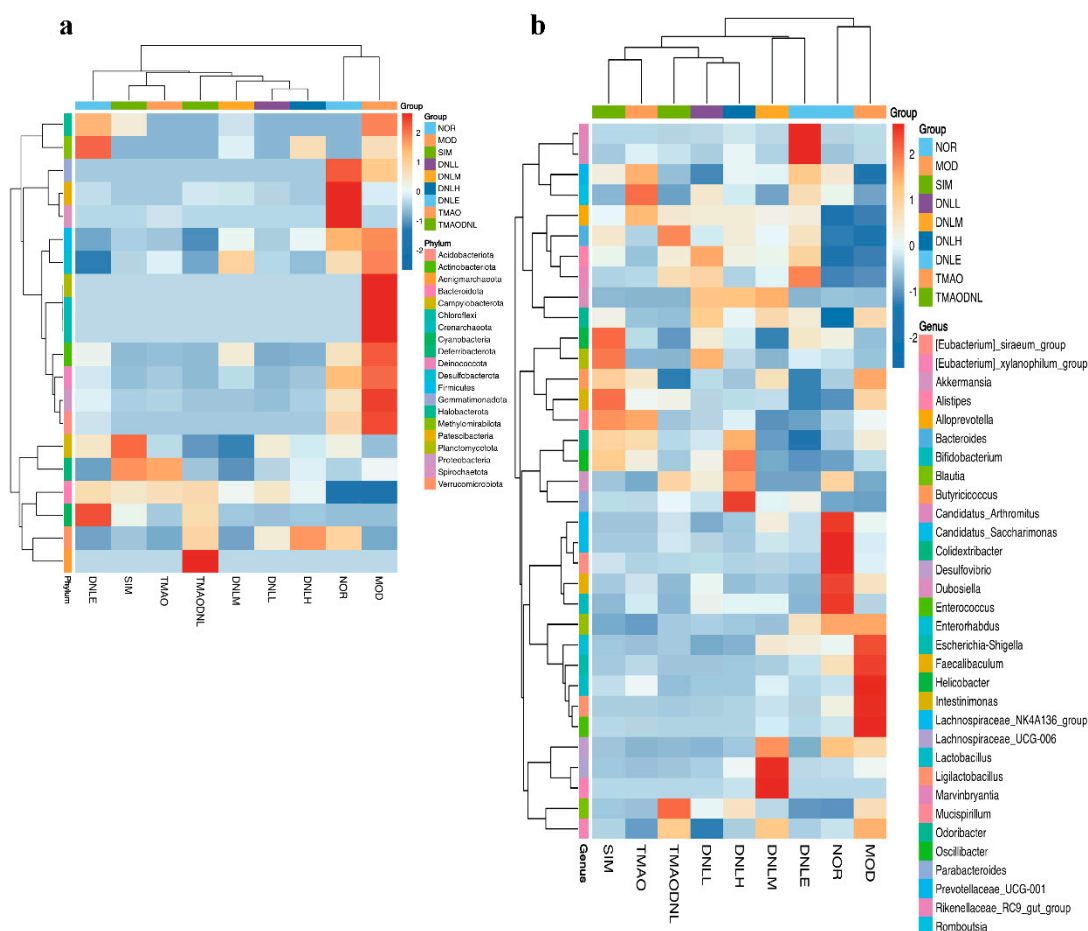 a
Group
2
1
0
-1
-2
Group
NOR
MOD
SIM
DNLL
DNLM
DNLH
DNLE
TMAO
TMAODNL
Phylum
Acidobacteriota
Actinobacteriota
Aenigmarchaeota
Bacteroidota
Campylobacterota
Chloroflexi
Crenarchaeota
Cyanobacteria
Deferribacterota
Deinococcota
Desulfobacterota
Firmicutes
Gemmatimonadota
Halobacterota
Methylomirabilota
Patescibacteria
Planctomycetota
Proteobacteria
Spirochaetota
Verrucomicrobiota
Phylum
DNLE
SIM
TMAO
TMAODNL
DNLM
DNLL
DNLH
NOR
MOD
b
Group
2
1
0
-1
-2
Group
NOR
MOD
SIM
DNLL
DNLM
DNLH
DNLE
TMAO
TMAODNL
Genus
[Eubacterium]_siraeum_group
[Eubacterium]_xylanophilum_group
Akkermansia
Alistipes
Alloprevotella
Bacteroides
Bifidobacterium
Blautia
Butyricicoccus
Candidatus_Arthromitus
Candidatus_Saccharimonas
Colidextribacter
Desulfovibrio
Dubosiella
Enterococcus
Enterorhabdus
Escherichia-Shigella
Faecalibaculum
Helicobacter
Intestinimonas
Lachnospiraceae_NK4A136_group
Lachnospiraceae_UCG-006
Lactobacillus
Ligilactobacillus
Marvinbryantia
Mucispirillum
Odoribacter
Oscillibacter
Parabacteroides
Prevotellaceae_UCG-001
Rikenellaceae_RC9_gut_group
Romboutsia
Genus
SIM
TMAO
TMAODNL
DNLL
DNLH
DNLM
DNLE
NOR
MOD